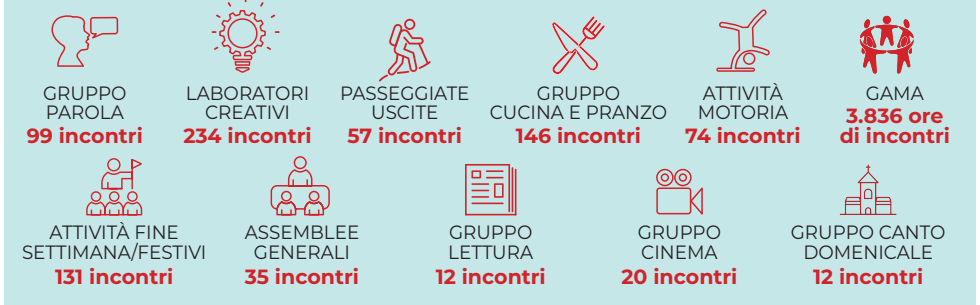 GRUPPO
PAROLA
99 incontri
LABORATORI
CREATIVI
234 incontri
PASSEGGIATE
USCITE
57 incontri
GRUPPO
CUCINA E PRANZO
146 incontri
ATTIVITÀ
MOTORIA
74 incontri
GAMA
3.836 ore
di incontri
ATTIVITÀ FINE
SETTIMANA/FESTIVI
131 incontri
ASSEMBLEE
GENERALI
35 incontri
GRUPPO
LETTURA
12 incontri
GRUPPO
CINEMA
20 incontri
GRUPPO CANTO
DOMENICALE
12 incontri